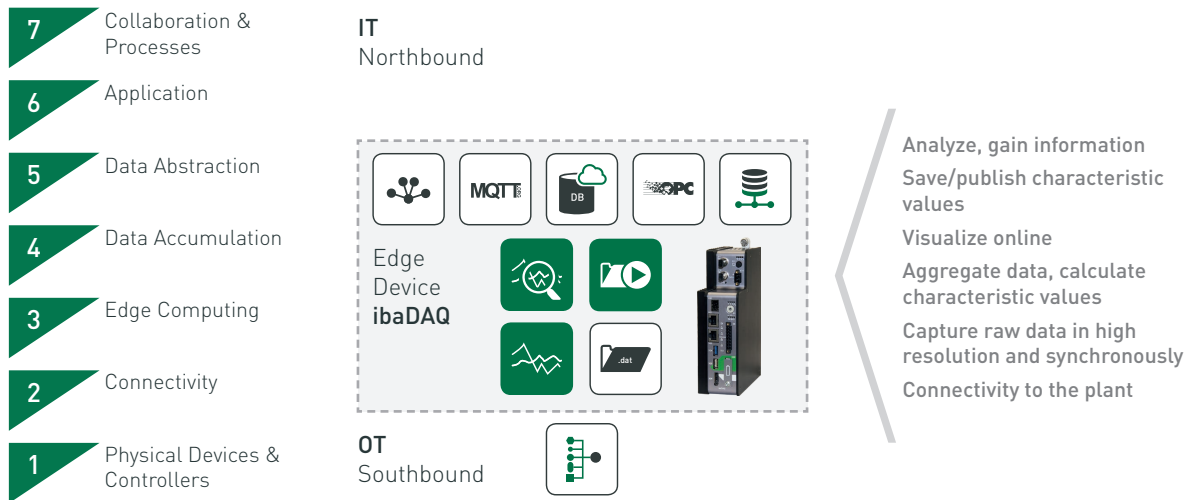 7
Collaboration &
Processes
6
Application
5
Data Abstraction
4
Data Accumulation
3
Edge Computing
2
Connectivity
1
Physical Devices &
Controllers
IT
Northbound
MQTT
DB
OPC
Edge
Device
ibaDAQ
.dat
OT
Southbound
Analyze, gain information
Save/publish characteristic
values
Visualize online
Aggregate data, calculate
characteristic values
Capture raw data in high
resolution and synchronously
Connectivity to the plant